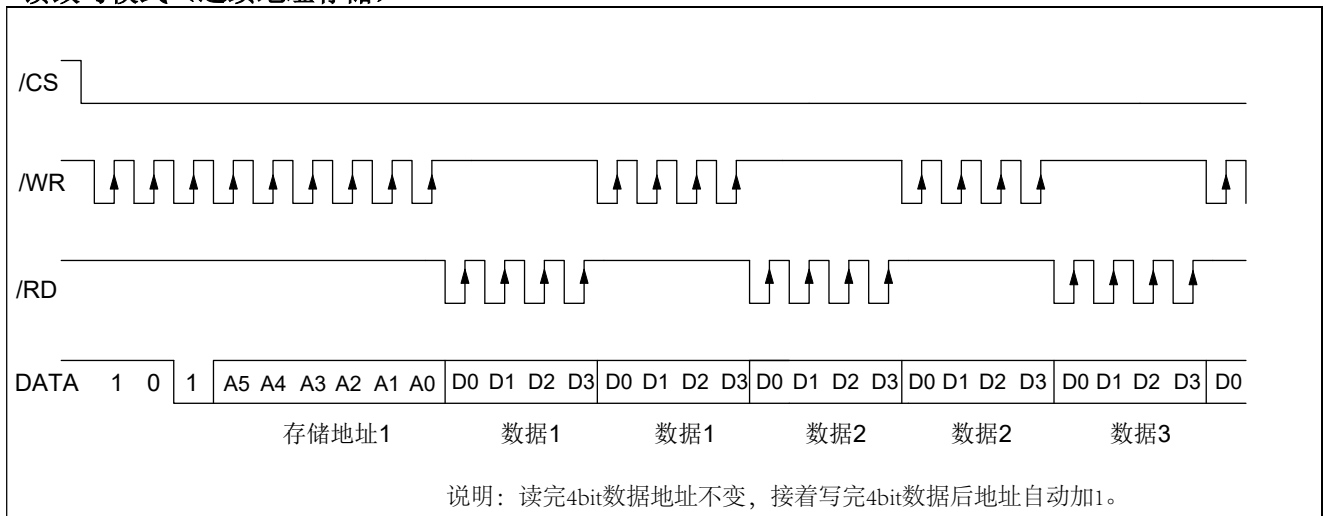 /CS
/WR
/RD
DATA 1 0 1 A5 A4 A3 A2 A1 A0 D0 D1 D2 D3 D0 D1 D2 D3 D0 D1 D2 D3 D0 D1 D2 D3 D0 D1 D2 D3 D0
存储地址1 数据1 数据1 数据2 数据2 数据3
说明：读完4bit数据地址不变，接着写完4bit数据后地址自动加1。